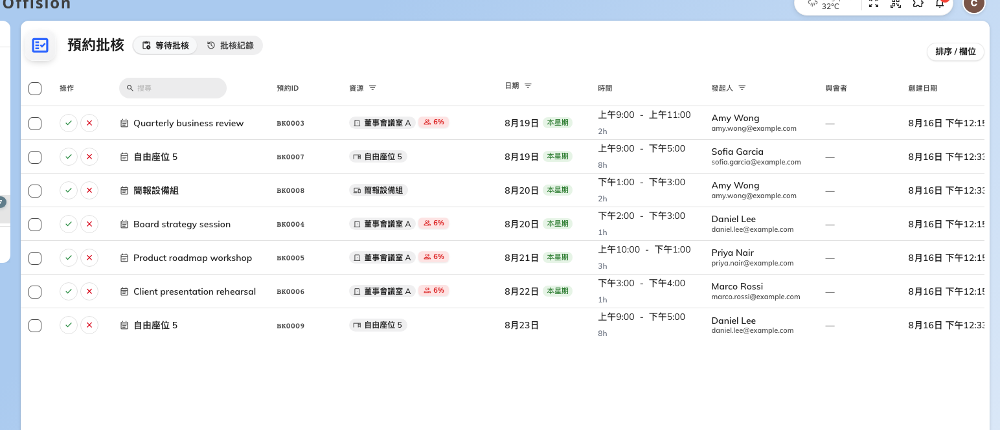 Offision
32°C
C
預約批核
等待批核
批核紀錄
排序 / 欄位
操作
搜尋
預約ID
資源
日期
時間
發起人
與會者
創建日期
Quarterly business review
BK0003
董事會議室 A
6%
8月19日
本星期
上午9:00 - 上午11:00
2h
Amy Wong
amy.wong@example.com
—
8月16日 下午12:15
自由座位 5
BK0007
自由座位 5
8月19日
本星期
上午9:00 - 下午5:00
8h
Sofia Garcia
sofia.garcia@example.com
—
8月16日 下午12:33
簡報設備組
BK0008
簡報設備組
8月20日
本星期
下午1:00 - 下午3:00
2h
Amy Wong
amy.wong@example.com
—
8月16日 下午12:33
7
Board strategy session
BK0004
董事會議室 A
6%
8月20日
本星期
下午2:00 - 下午3:00
1h
Daniel Lee
daniel.lee@example.com
—
8月16日 下午12:15
Product roadmap workshop
BK0005
董事會議室 A
6%
8月21日
本星期
上午10:00 - 下午1:00
3h
Priya Nair
priya.nair@example.com
—
8月16日 下午12:15
Client presentation rehearsal
BK0006
董事會議室 A
6%
8月22日
本星期
下午3:00 - 下午4:00
1h
Marco Rossi
marco.rossi@example.com
—
8月16日 下午12:15
自由座位 5
BK0009
自由座位 5
8月23日
上午9:00 - 下午5:00
8h
Daniel Lee
daniel.lee@example.com
—
8月16日 下午12:33